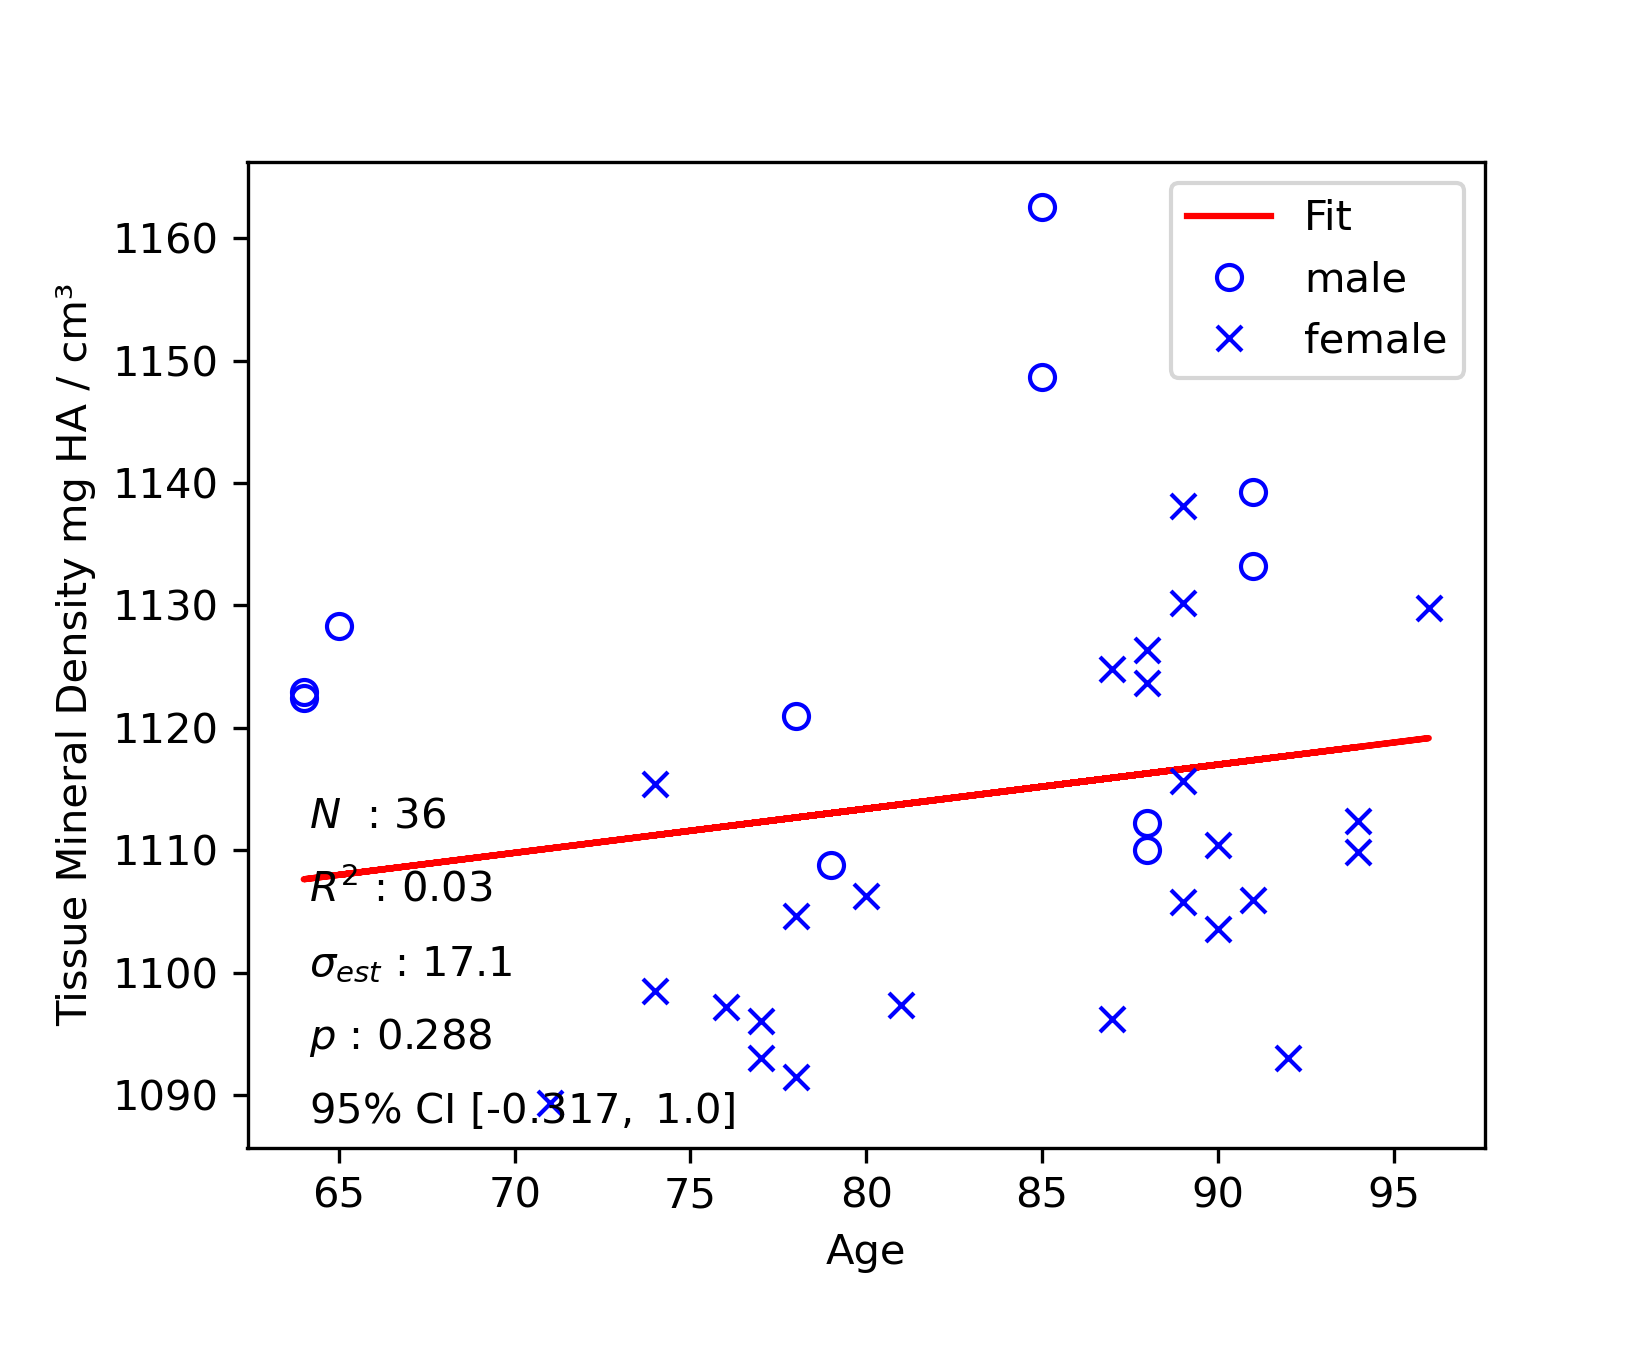 Fit
male
female
1160
1150
1140
1130
1120
1110
1100
1090
Tissue Mineral Density mg HA / cm³
N : 36
R² : 0.03
σest : 17.1
p : 0.288
95% CI [-0.317, 1.0]
65 70 75 80 85 90 95
Age